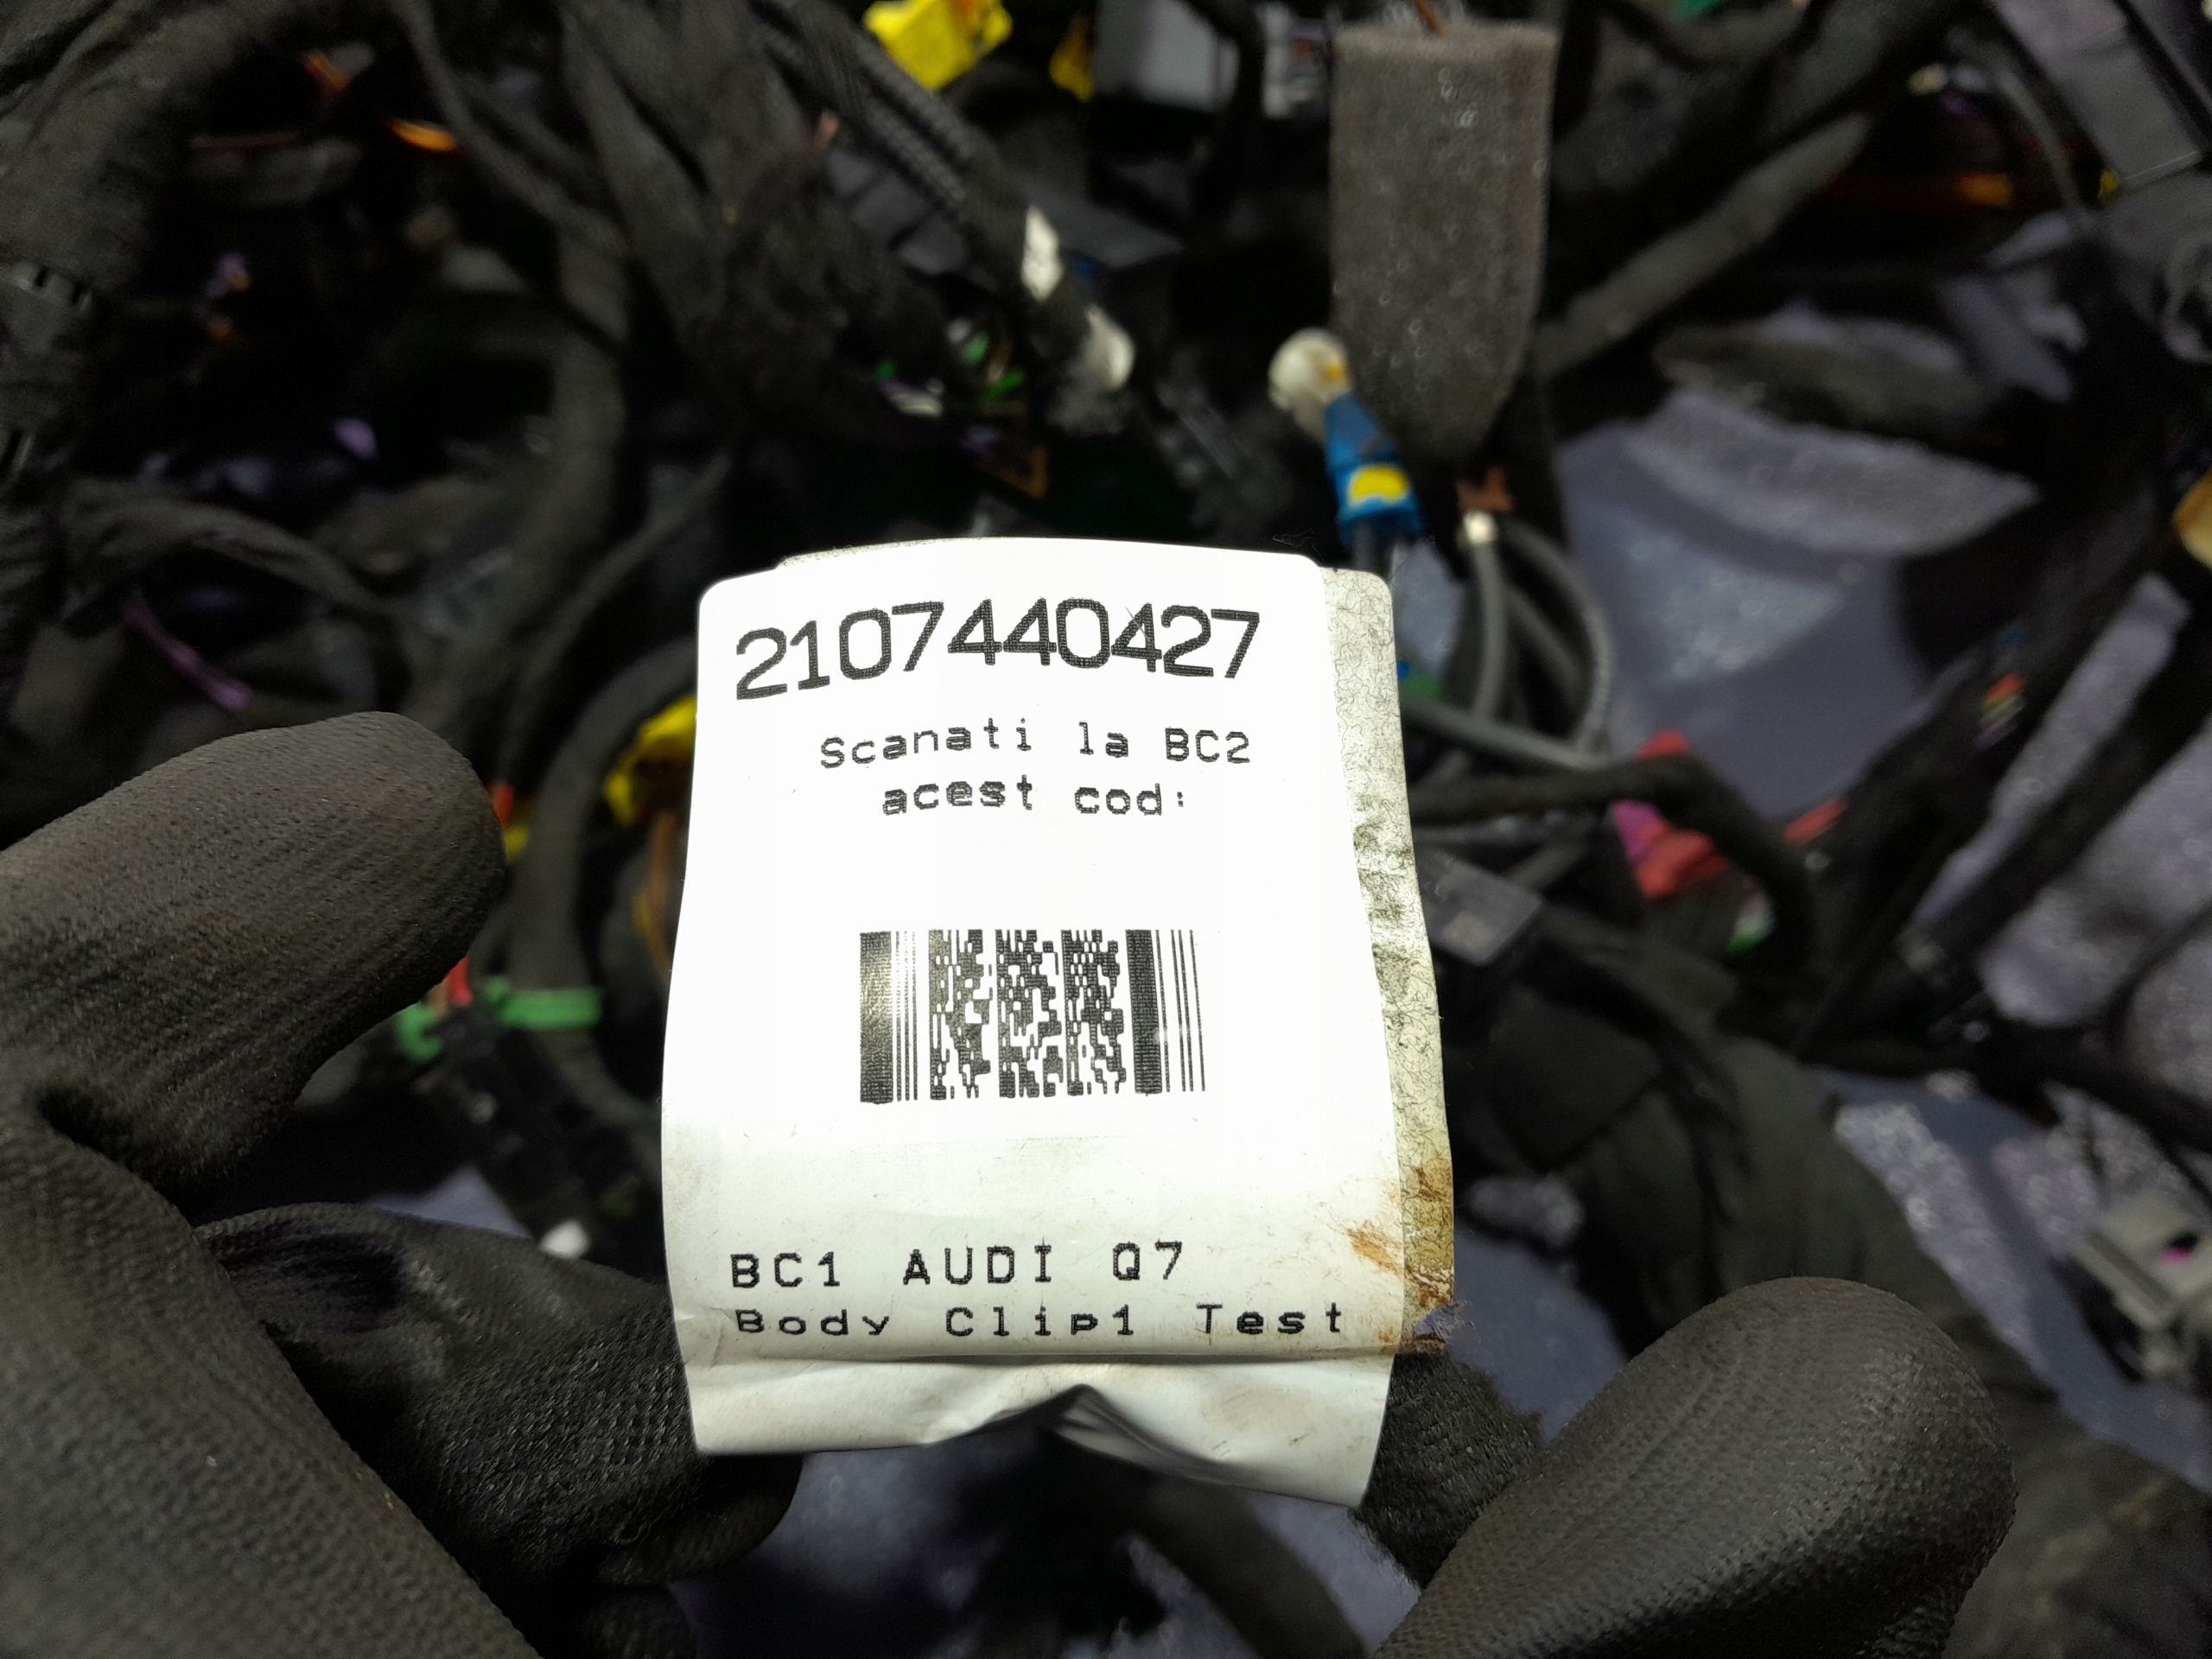 2107440427
Scanati la BC2
acest cod:
BC1 AUDI Q7
Body Clip1 Test